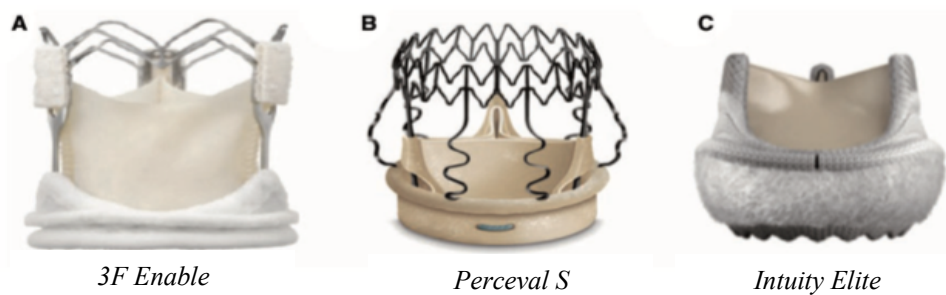 A
B
C
3F Enable
Perceval S
Intuity Elite